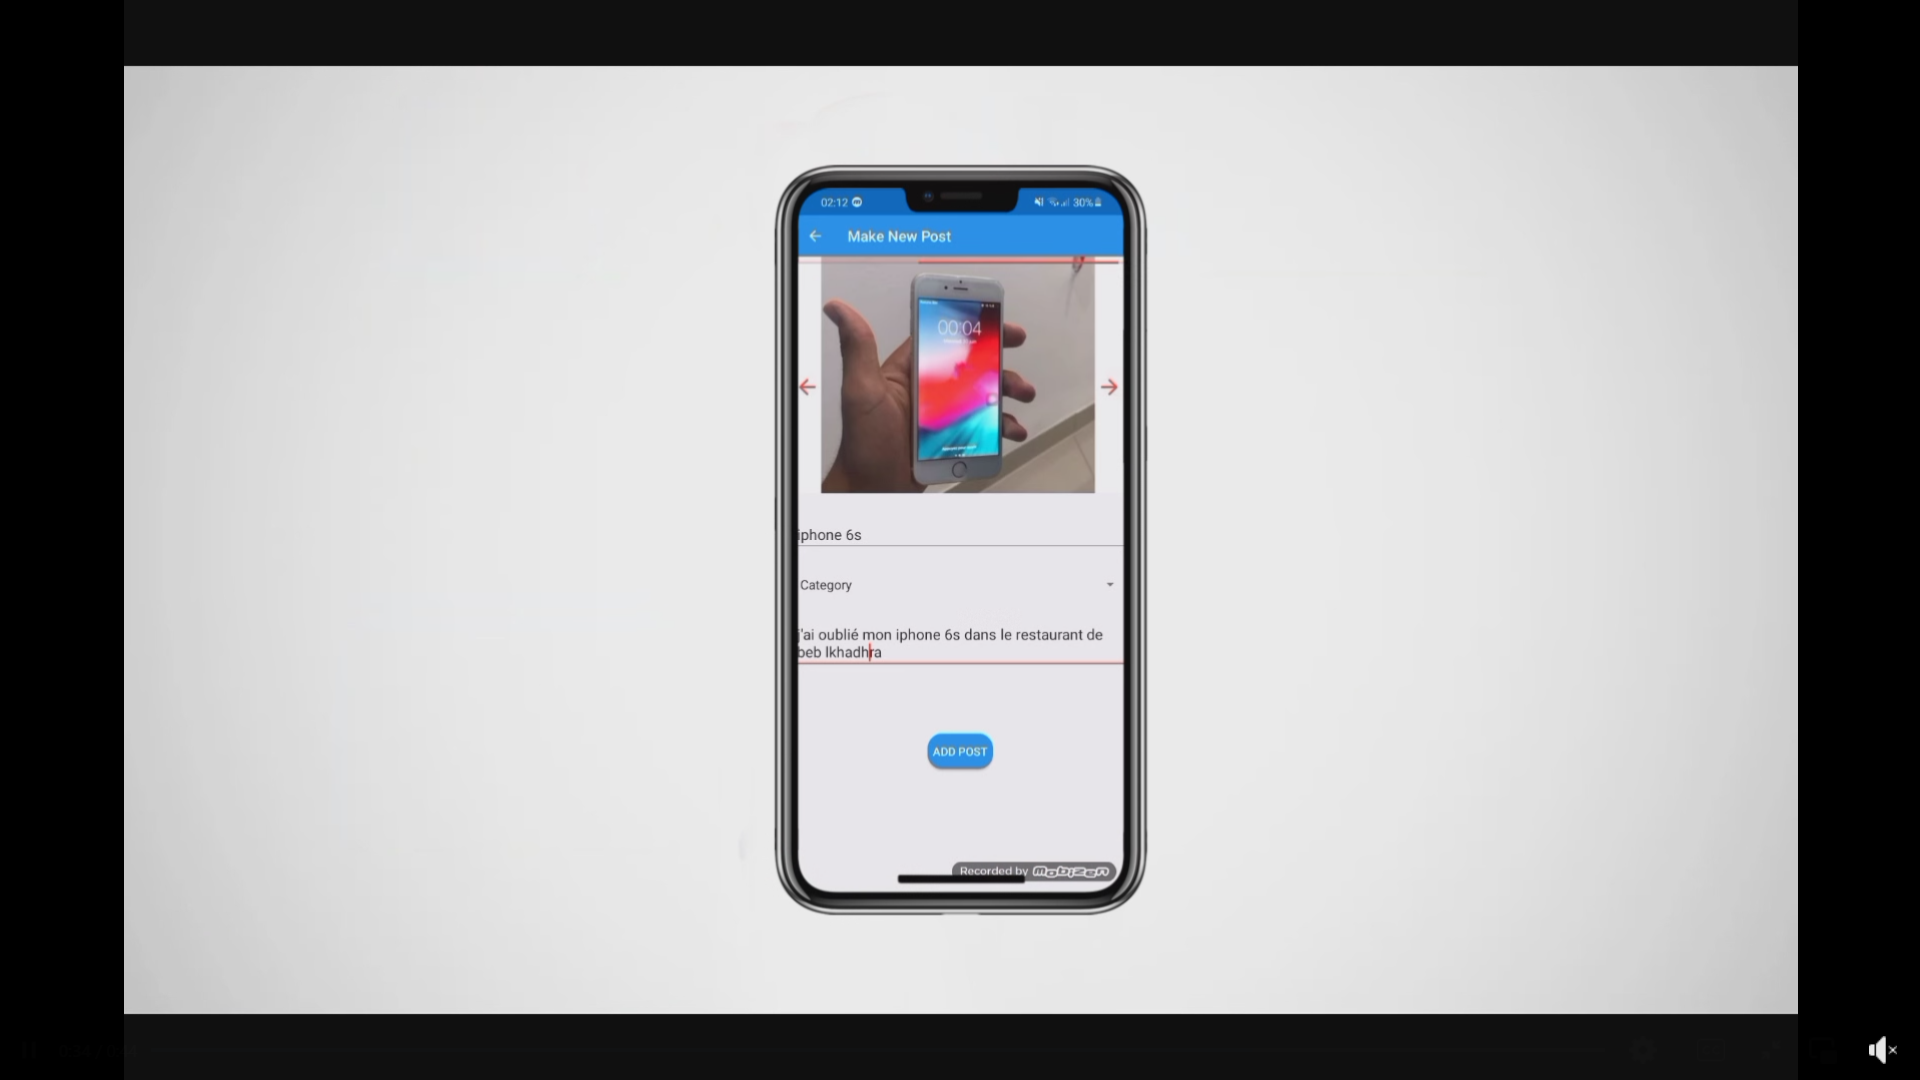 02:12
30%
Make New Post
00:04
iphone 6s
Category
j'ai oublié mon iphone 6s dans le restaurant de
beb lkhadhra
ADD POST
Recorded by mobizen